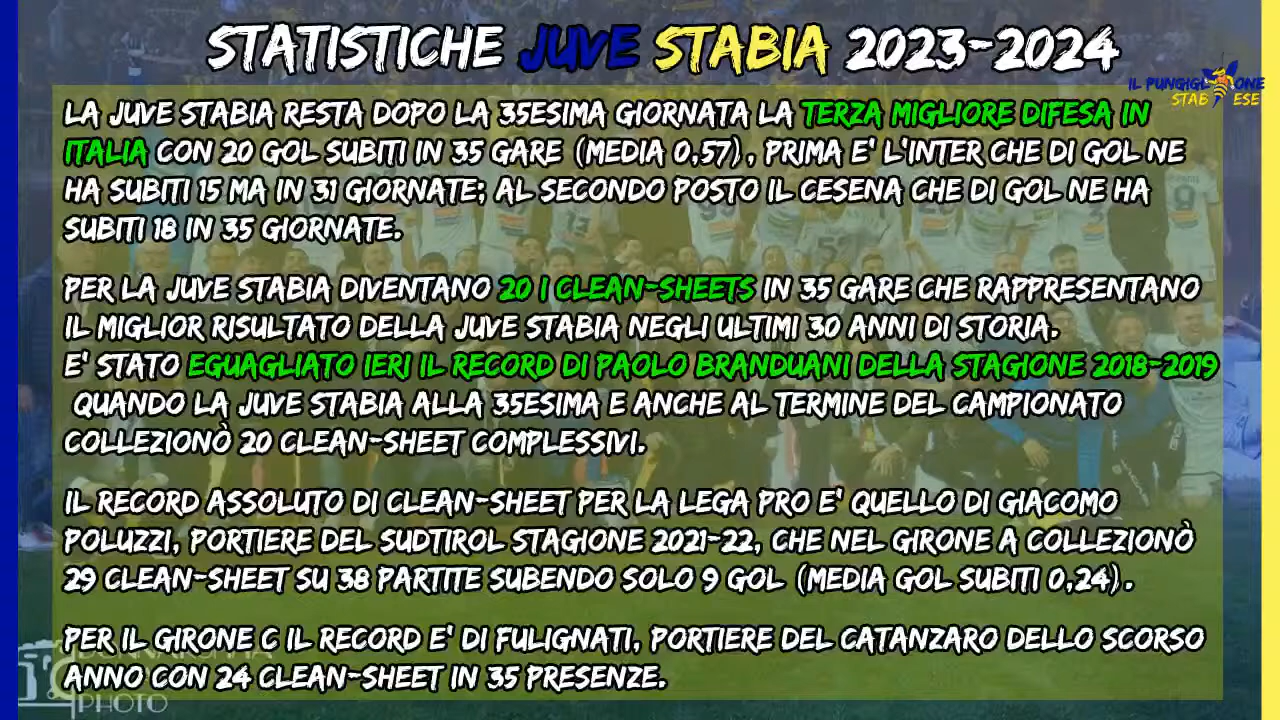 STATISTICHE JUVE STABIA 2023-2024
IL PUNGIGLIONE
STABIESE
LA JUVE STABIA RESTA DOPO LA 35ESIMA GIORNATA LA TERZA MIGLIORE DIFESA IN
ITALIA CON 20 GOL SUBITI IN 35 GARE (MEDIA 0,57), PRIMA E' L'INTER CHE DI GOL NE
HA SUBITI 15 MA IN 31 GIORNATE; AL SECONDO POSTO IL CESENA CHE DI GOL NE HA
SUBITI 18 IN 35 GIORNATE.
PER LA JUVE STABIA DIVENTANO 20 I CLEAN-SHEETS IN 35 GARE CHE RAPPRESENTANO
IL MIGLIOR RISULTATO DELLA JUVE STABIA NEGLI ULTIMI 30 ANNI DI STORIA.
E' STATO EGUAGLIATO IERI IL RECORD DI PAOLO BRANDUANI DELLA STAGIONE 2018-2019
QUANDO LA JUVE STABIA ALLA 35ESIMA E ANCHE AL TERMINE DEL CAMPIONATO
COLLEZIONÒ 20 CLEAN-SHEET COMPLESSIVI.
IL RECORD ASSOLUTO DI CLEAN-SHEET PER LA LEGA PRO E' QUELLO DI GIACOMO
POLUZZI, PORTIERE DEL SUDTIROL STAGIONE 2021-22, CHE NEL GIRONE A COLLEZIONÒ
29 CLEAN-SHEET SU 38 PARTITE SUBENDO SOLO 9 GOL (MEDIA GOL SUBITI 0,24).
PER IL GIRONE C IL RECORD E' DI FULIGNATI, PORTIERE DEL CATANZARO DELLO SCORSO
ANNO CON 24 CLEAN-SHEET IN 35 PRESENZE.
PHOTO